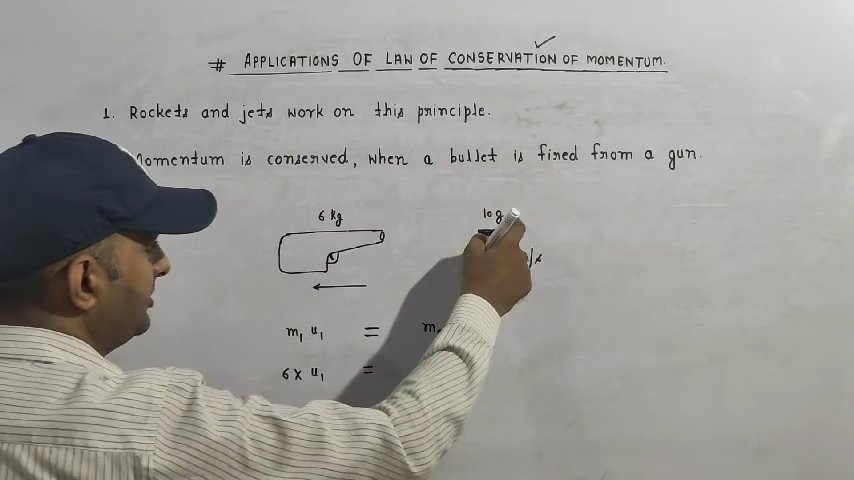 # APPLICATIONS OF LAW OF CONSERVATION OF MOMENTUM.
1. Rockets and jets work on this principle.
Momentum is conserved, when a bullet is fired from a gun.
6 kg 10 g
/s
m₁ u₁ = m
6 x u₁ =